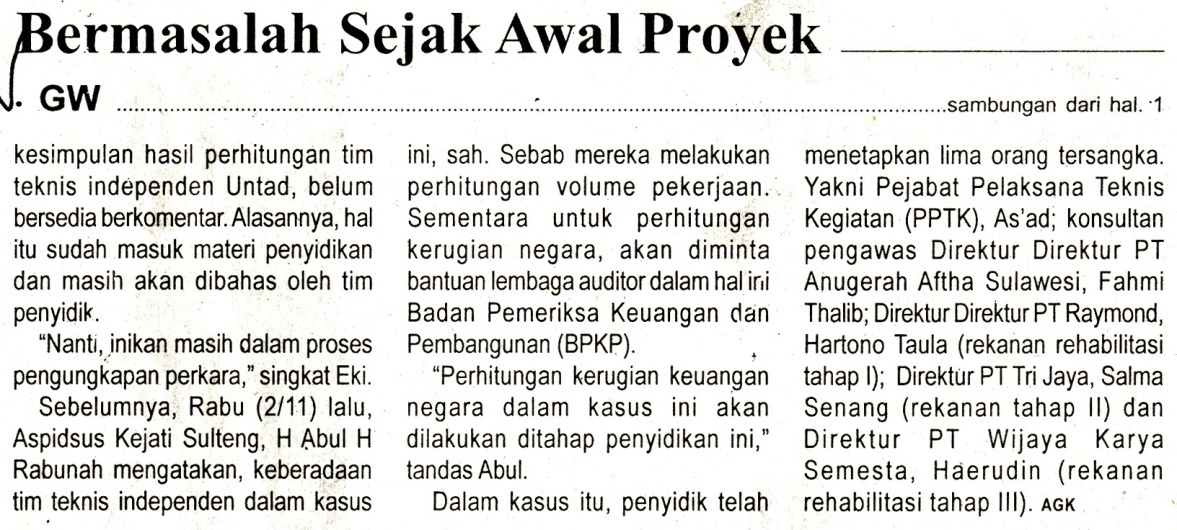 Bermasalah Sejak Awal Proyek
GW ........ sambungan dari hal. 1
kesimpulan hasil perhitungan tim
teknis independen Untad, belum
bersedia berkomentar. Alasannya, hal
itu sudah masuk materi penyidikan
dan masih akan dibahas oleh tim
penyidik.
“Nanti, inikan masih dalam proses
pengungkapan perkara,” singkat Eki.
Sebelumnya, Rabu (2/11) lalu,
Aspidsus Kejati Sulteng, H Abul H
Rabunah mengatakan, keberadaan
tim teknis independen dalam kasus
ini, sah. Sebab mereka melakukan
perhitungan volume pekerjaan.
Sementara untuk perhitungan
kerugian negara, akan diminta
bantuan lembaga auditor dalam hal ini
Badan Pemeriksa Keuangan dan
Pembangunan (BPKP).
“Perhitungan kerugian keuangan
negara dalam kasus ini akan
dilakukan ditahap penyidikan ini,”
tandas Abul.
Dalam kasus itu, penyidik telah
menetapkan lima orang tersangka.
Yakni Pejabat Pelaksana Teknis
Kegiatan (PPTK), As’ad; konsultan
pengawas Direktur Direktur PT
Anugerah Aftha Sulawesi, Fahmi
Thalib; Direktur Direktur PT Raymond,
Hartono Taula (rekanan rehabilitasi
tahap I); Direktur PT Tri Jaya, Salma
Senang (rekanan tahap II) dan
Direktur PT Wijaya Karya
Semesta, Haerudin (rekanan
rehabilitasi tahap III). AGK